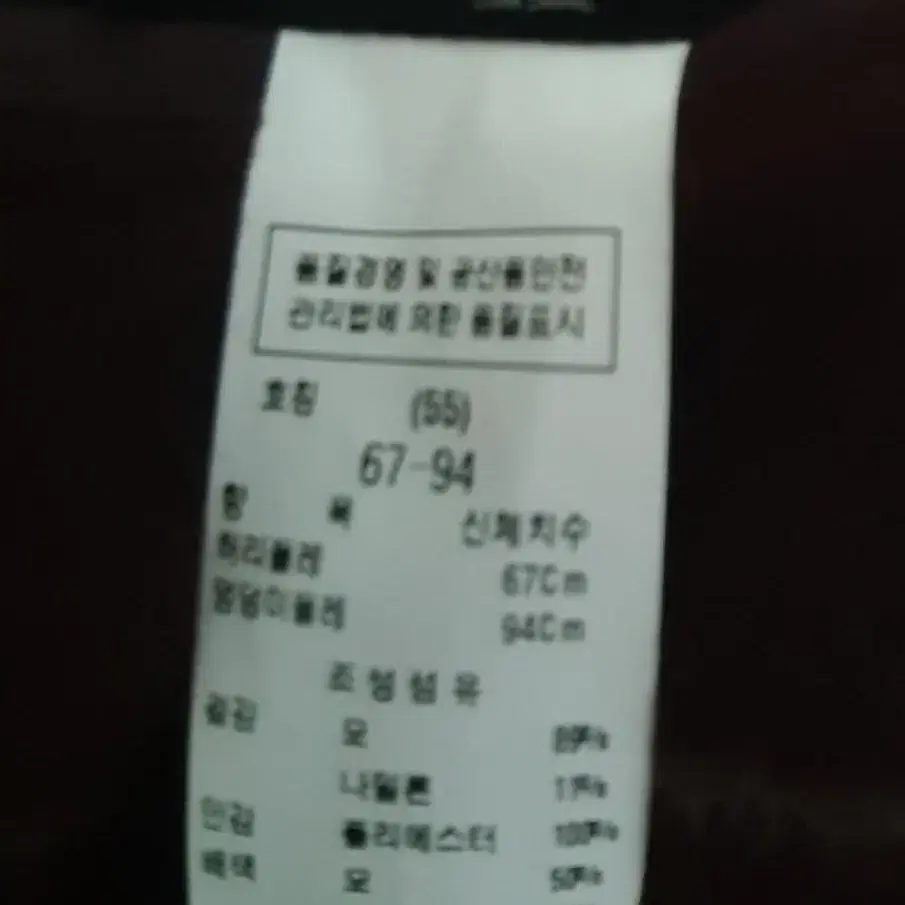 품질경영 및 공산품안전
관리법에 의한 품질표시
호칭 (55)
67-94
항 목 신체치수
허리둘레 67Cm
엉덩이둘레 94Cm
조성섬유
겉감 모 89%
나일론 11%
안감 폴리에스터 100%
배색 모 50%